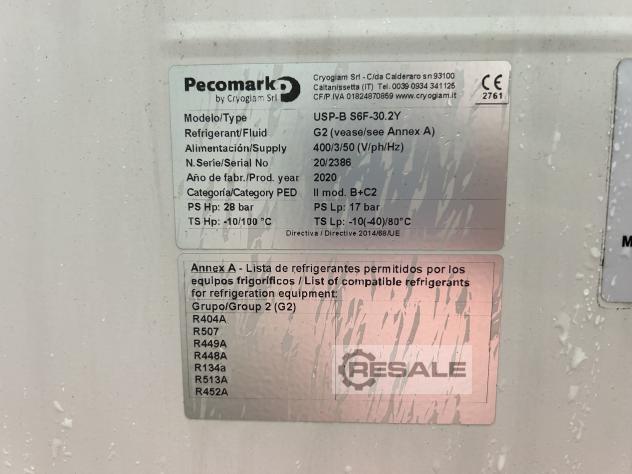 Pecomark
by Cryogiam Srl
Cryogiam Srl - C/da Calderaro sn 93100
Caltanissetta (IT) Tel. 0039 0934 341125
CF/P.IVA 01824870859 www.cryogiam.it
CE
2761
Modelo/Type USP-B S6F-30.2Y
Refrigerant/Fluid G2 (vease/see Annex A)
Alimentación/Supply 400/3/50 (V/ph/Hz)
N.Serie/Serial No 20/2386
Año de fabr./Prod. year 2020
Categoría/Category PED II mod. B+C2
PS Hp: 28 bar PS Lp: 17 bar
TS Hp: -10/100 °C TS Lp: -10(-40)/80°C
Directiva / Directive 2014/68/UE
Annex A - Lista de refrigerantes permitidos por los
equipos frigoríficos / List of compatible refrigerants
for refrigeration equipment:
Grupo/Group 2 (G2)
R404A
R507
R449A
R448A
R134a
R513A
R452A
RESALE
M